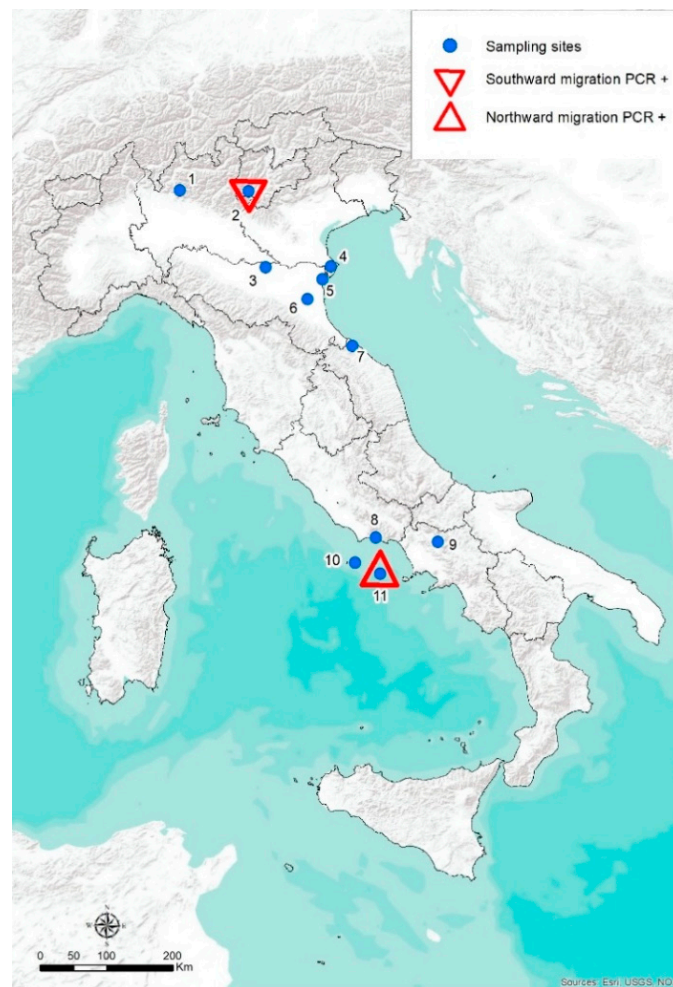 Sampling sites
Southward migration PCR +
Northward migration PCR +
1
2
3
4
5
6
7
8
9
10
11
N
W E
S
0 50 100 200
Km
Sources: Esri, USGS, NO